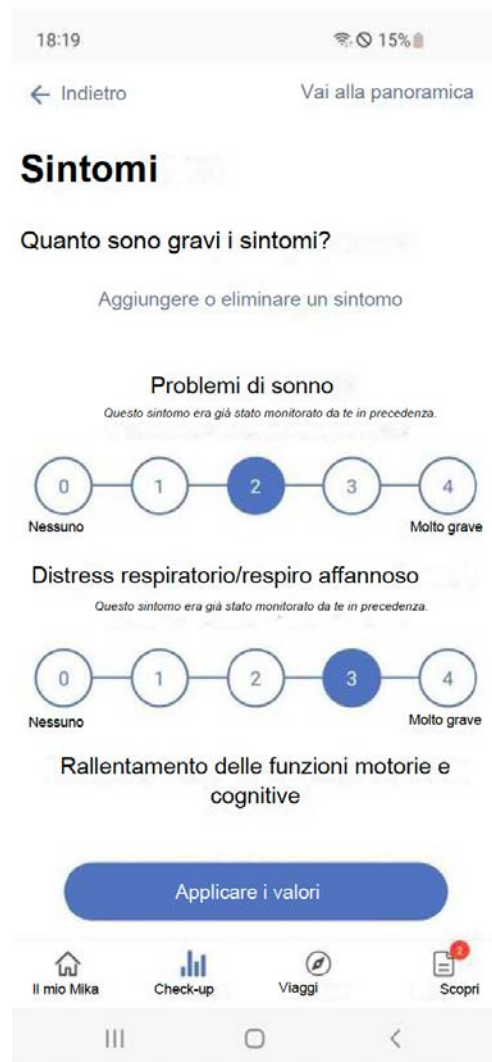 18:19 15%
← Indietro Vai alla panoramica
Sintomi
Quanto sono gravi i sintomi?
Aggiungere o eliminare un sintomo
Problemi di sonno
Questo sintomo era già stato monitorato da te in precedenza.
0 1 2 3 4
Nessuno Molto grave
Distress respiratorio/respiro affannoso
Questo sintomo era già stato monitorato da te in precedenza.
0 1 2 3 4
Nessuno Molto grave
Rallentamento delle funzioni motorie e
cognitive
Applicare i valori
2
Il mio Mika Check-up Viaggi Scopri